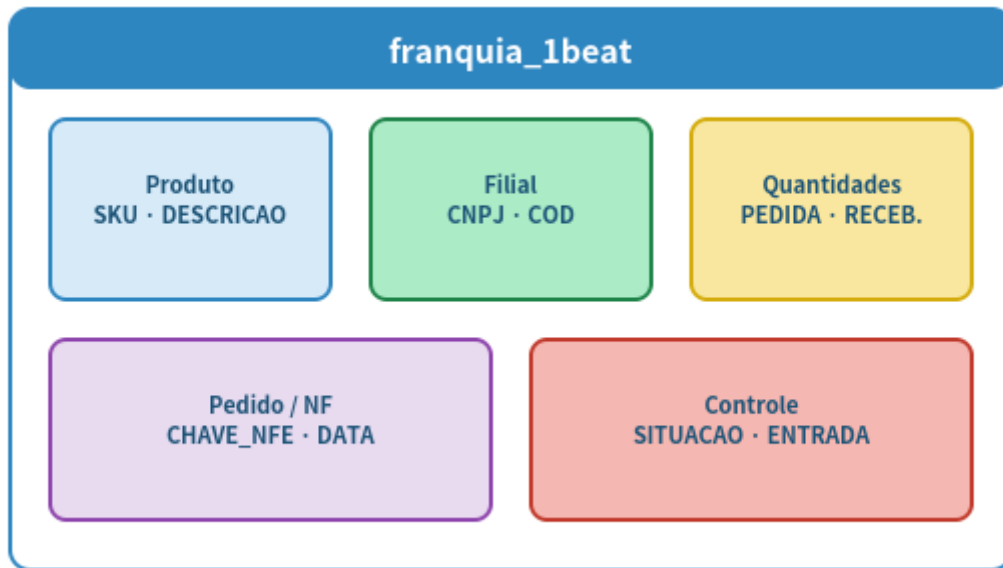 franquia_1beat
Produto
SKU · DESCRICAO
Filial
CNPJ · COD
Quantidades
PEDIDA · RECEB.
Pedido / NF
CHAVE_NFE · DATA
Controle
SITUACAO · ENTRADA